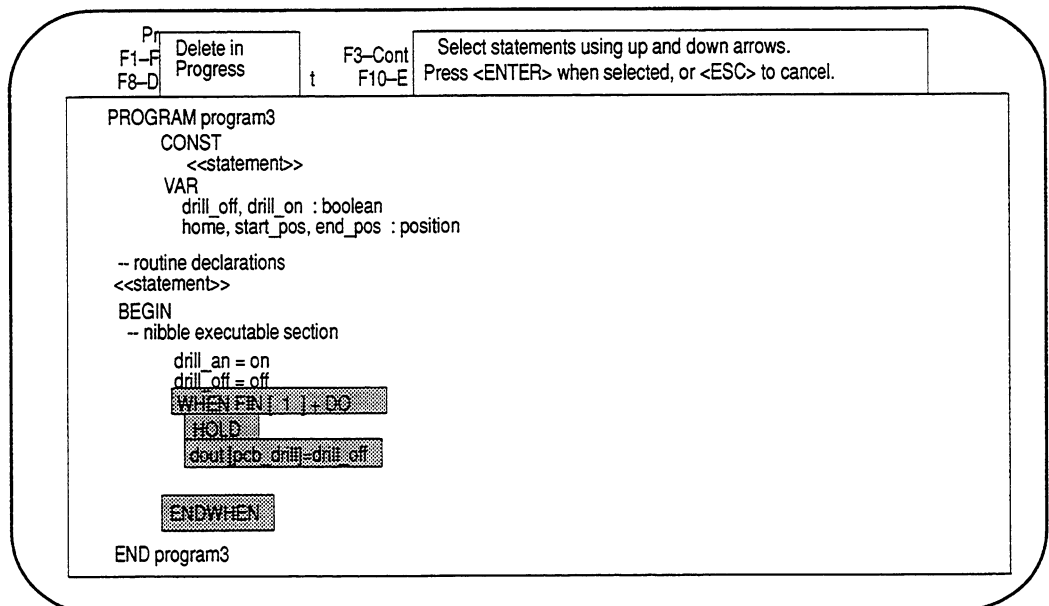 Pr
F1–F
F8–D
Delete in
Progress
t
F3–Cont
F10–E
Select statements using up and down arrows.
Press <ENTER> when selected, or <ESC> to cancel.
PROGRAM program3
CONST
<<statement>>
VAR
drill_off, drill_on : boolean
home, start_pos, end_pos : position
-- routine declarations
<<statement>>
BEGIN
-- nibble executable section
drill_an = on
drill_off = off
WHEN FIN [ 1 ] + DO
HOLD
dout [pcb_drill]=drill_off
ENDWHEN
END program3